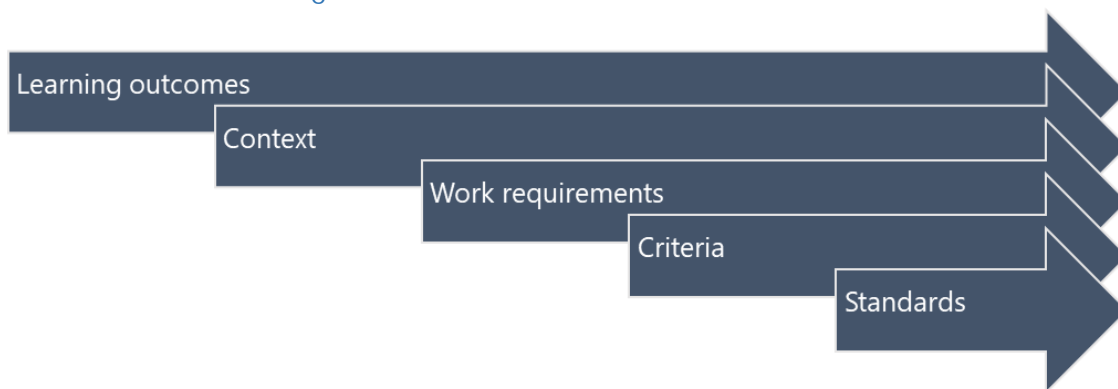 Learning outcomes
Context
Work requirements
Criteria
Standards